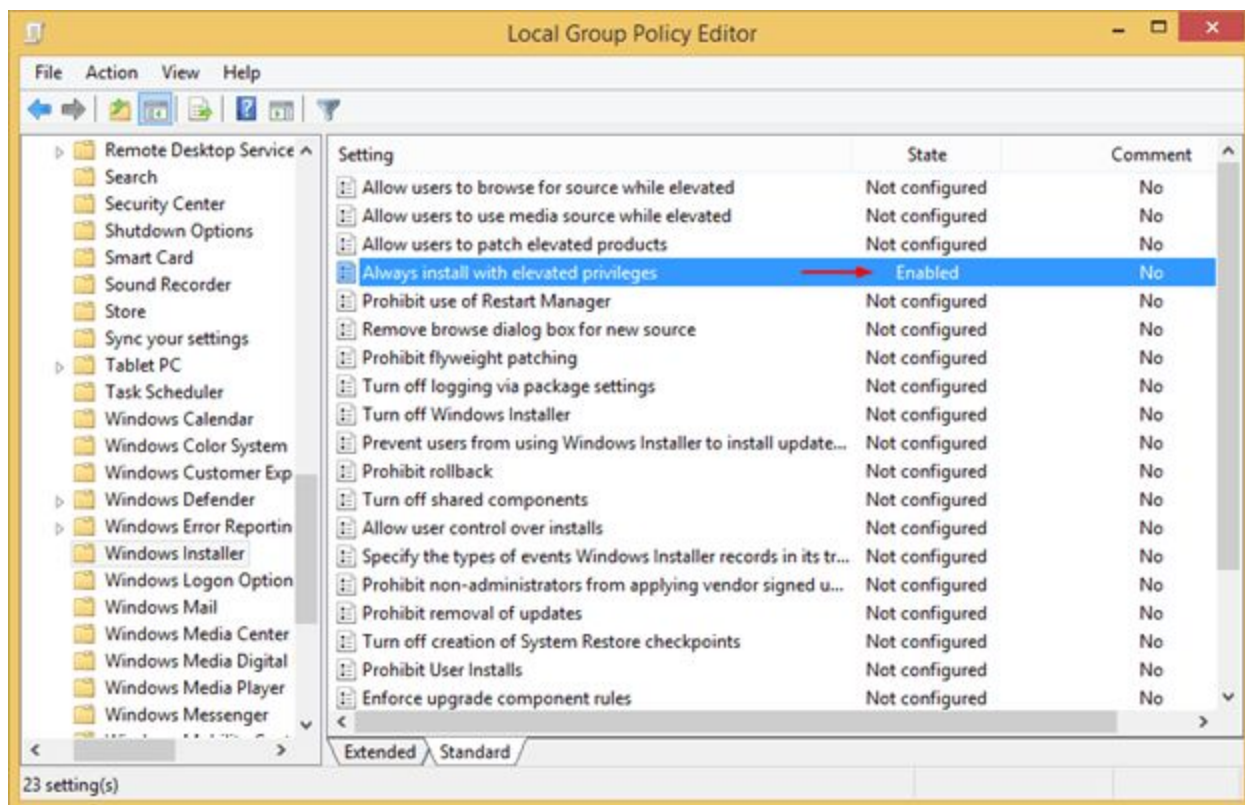 Local Group Policy Editor
File Action View Help
Remote Desktop Service
Search
Security Center
Shutdown Options
Smart Card
Sound Recorder
Store
Sync your settings
Tablet PC
Task Scheduler
Windows Calendar
Windows Color System
Windows Customer Exp
Windows Defender
Windows Error Reportin
Windows Installer
Windows Logon Option
Windows Mail
Windows Media Center
Windows Media Digital
Windows Media Player
Windows Messenger
Setting State Comment
Allow users to browse for source while elevated Not configured No
Allow users to use media source while elevated Not configured No
Allow users to patch elevated products Not configured No
Always install with elevated privileges Enabled No
Prohibit use of Restart Manager Not configured No
Remove browse dialog box for new source Not configured No
Prohibit flyweight patching Not configured No
Turn off logging via package settings Not configured No
Turn off Windows Installer Not configured No
Prevent users from using Windows Installer to install update... Not configured No
Prohibit rollback Not configured No
Turn off shared components Not configured No
Allow user control over installs Not configured No
Specify the types of events Windows Installer records in its tr... Not configured No
Prohibit non-administrators from applying vendor signed u... Not configured No
Prohibit removal of updates Not configured No
Turn off creation of System Restore checkpoints Not configured No
Prohibit User Installs Not configured No
Enforce upgrade component rules Not configured No
Extended Standard
23 setting(s)